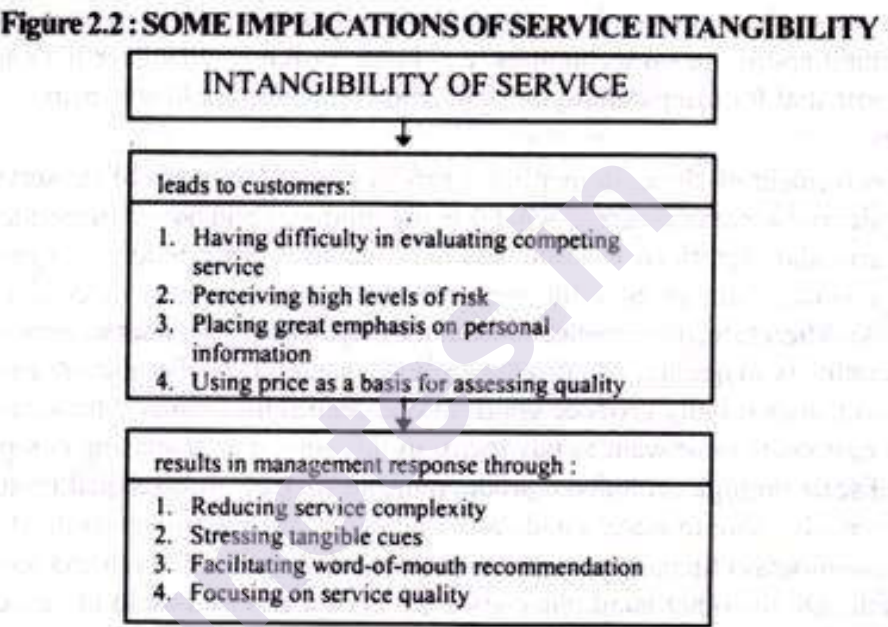 Figure 2.2 : SOME IMPLICATIONS OF SERVICE INTANGIBILITY
INTANGIBILITY OF SERVICE
leads to customers:
1. Having difficulty in evaluating competing
service
2. Perceiving high levels of risk
3. Placing great emphasis on personal
information
4. Using price as a basis for assessing quality
results in management response through :
1. Reducing service complexity
2. Stressing tangible cues
3. Facilitating word-of-mouth recommendation
4. Focusing on service quality
notes.in